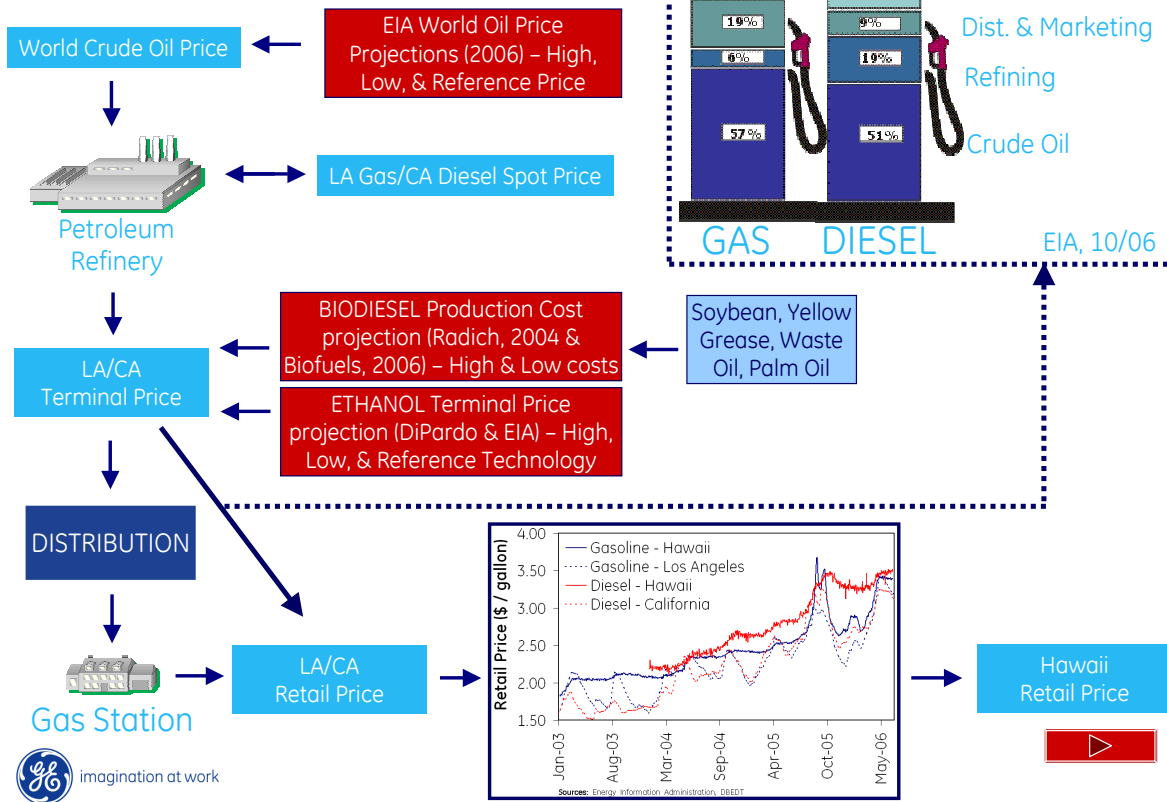 World Crude Oil Price
EIA World Oil Price
Projections (2006) – High,
Low, & Reference Price
19%
6%
57%
9%
19%
51%
Dist. & Marketing
Refining
Crude Oil
GAS
DIESEL
EIA, 10/06
Petroleum
Refinery
LA Gas/CA Diesel Spot Price
LA/CA
Terminal Price
BIODIESEL Production Cost
projection (Radich, 2004 &
Biofuels, 2006) – High & Low costs
Soybean, Yellow
Grease, Waste
Oil, Palm Oil
ETHANOL Terminal Price
projection (DiPardo & EIA) – High,
Low, & Reference Technology
DISTRIBUTION
Gas Station
LA/CA
Retail Price
Retail Price ($ / gallon)
4.00
3.50
3.00
2.50
2.00
1.50
Gasoline - Hawaii
Gasoline - Los Angeles
Diesel - Hawaii
Diesel - California
Jan-03
Aug-03
Mar-04
Sep-04
Apr-05
Oct-05
May-06
Sources: Energy Information Administration, DBEDT
Hawaii
Retail Price
GE
imagination at work